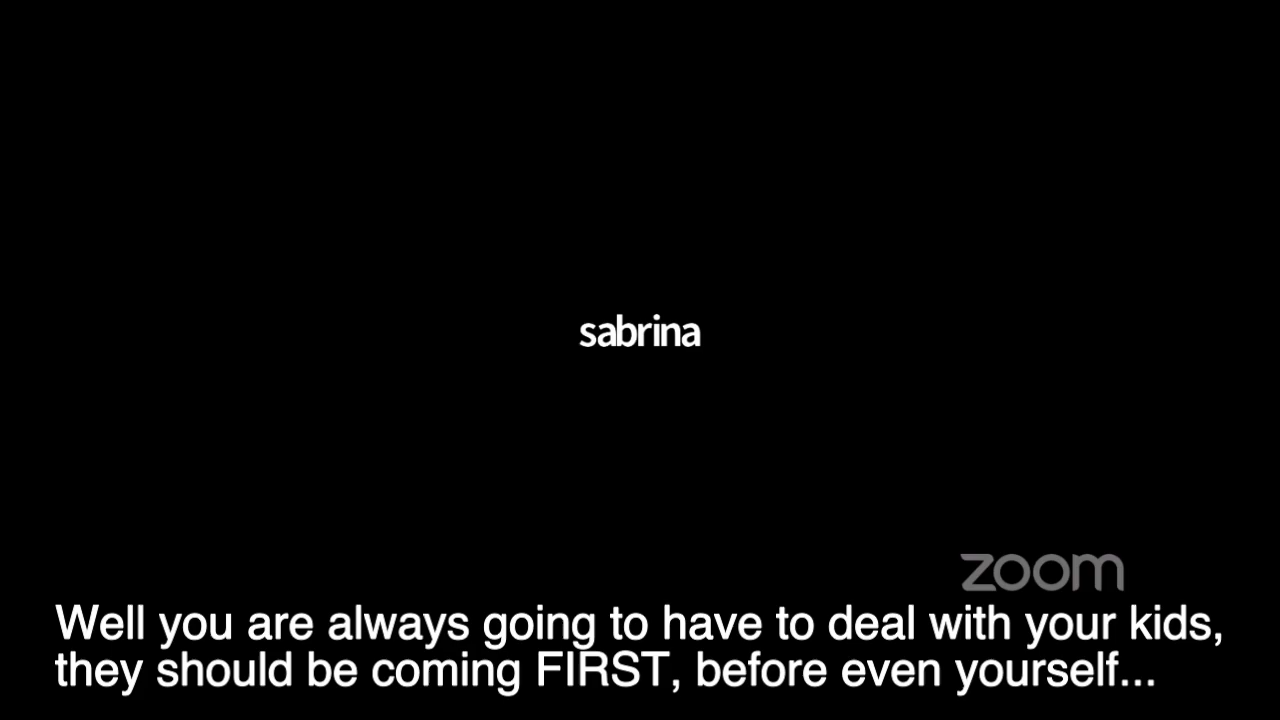 sabrina
zoom
Well you are always going to have to deal with your kids,
they should be coming FIRST, before even yourself...